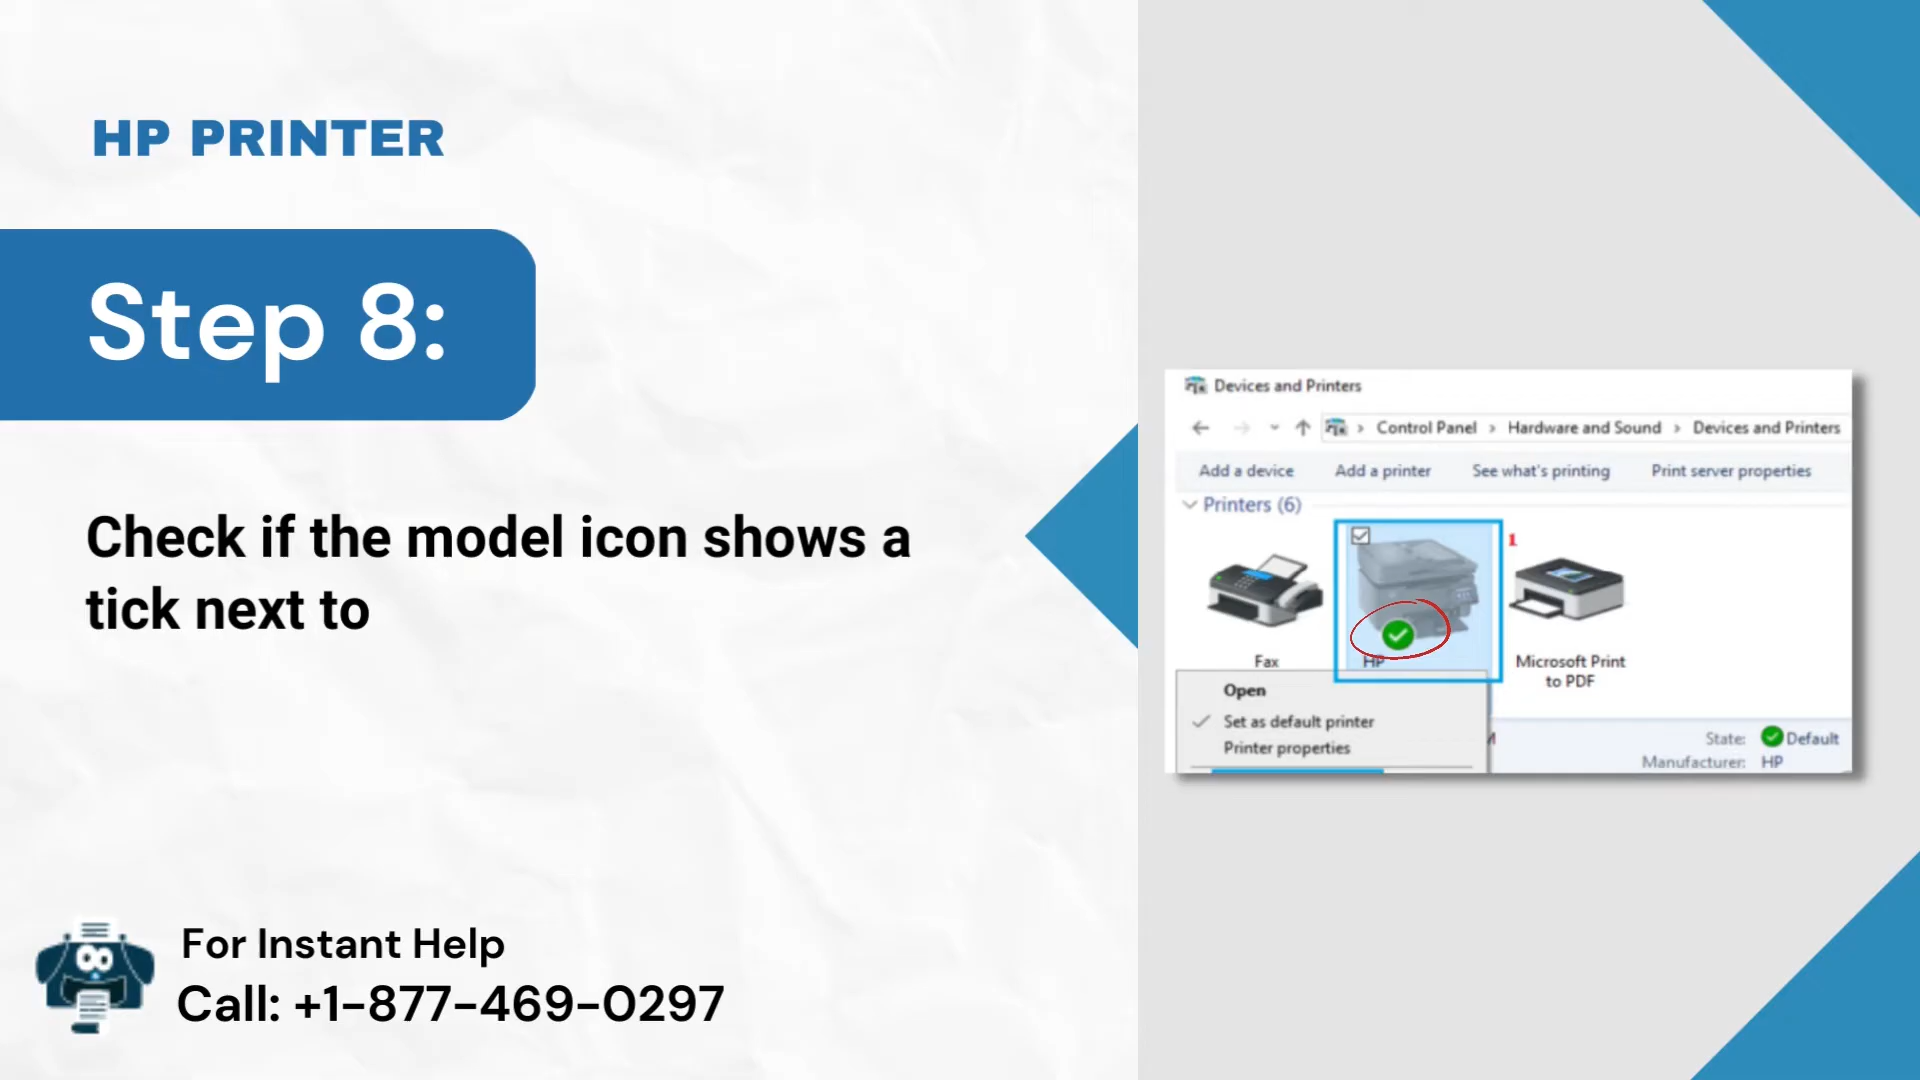 HP PRINTER
Step 8:
Check if the model icon shows a
tick next to
For Instant Help
Call: +1-877-469-0297
Devices and Printers
Control Panel > Hardware and Sound > Devices and Printers
Add a device Add a printer See what's printing Print server properties
Printers (6)
1
Fax HP Microsoft Print
to PDF
Open
Set as default printer
Printer properties
State: Default
Manufacturer: HP